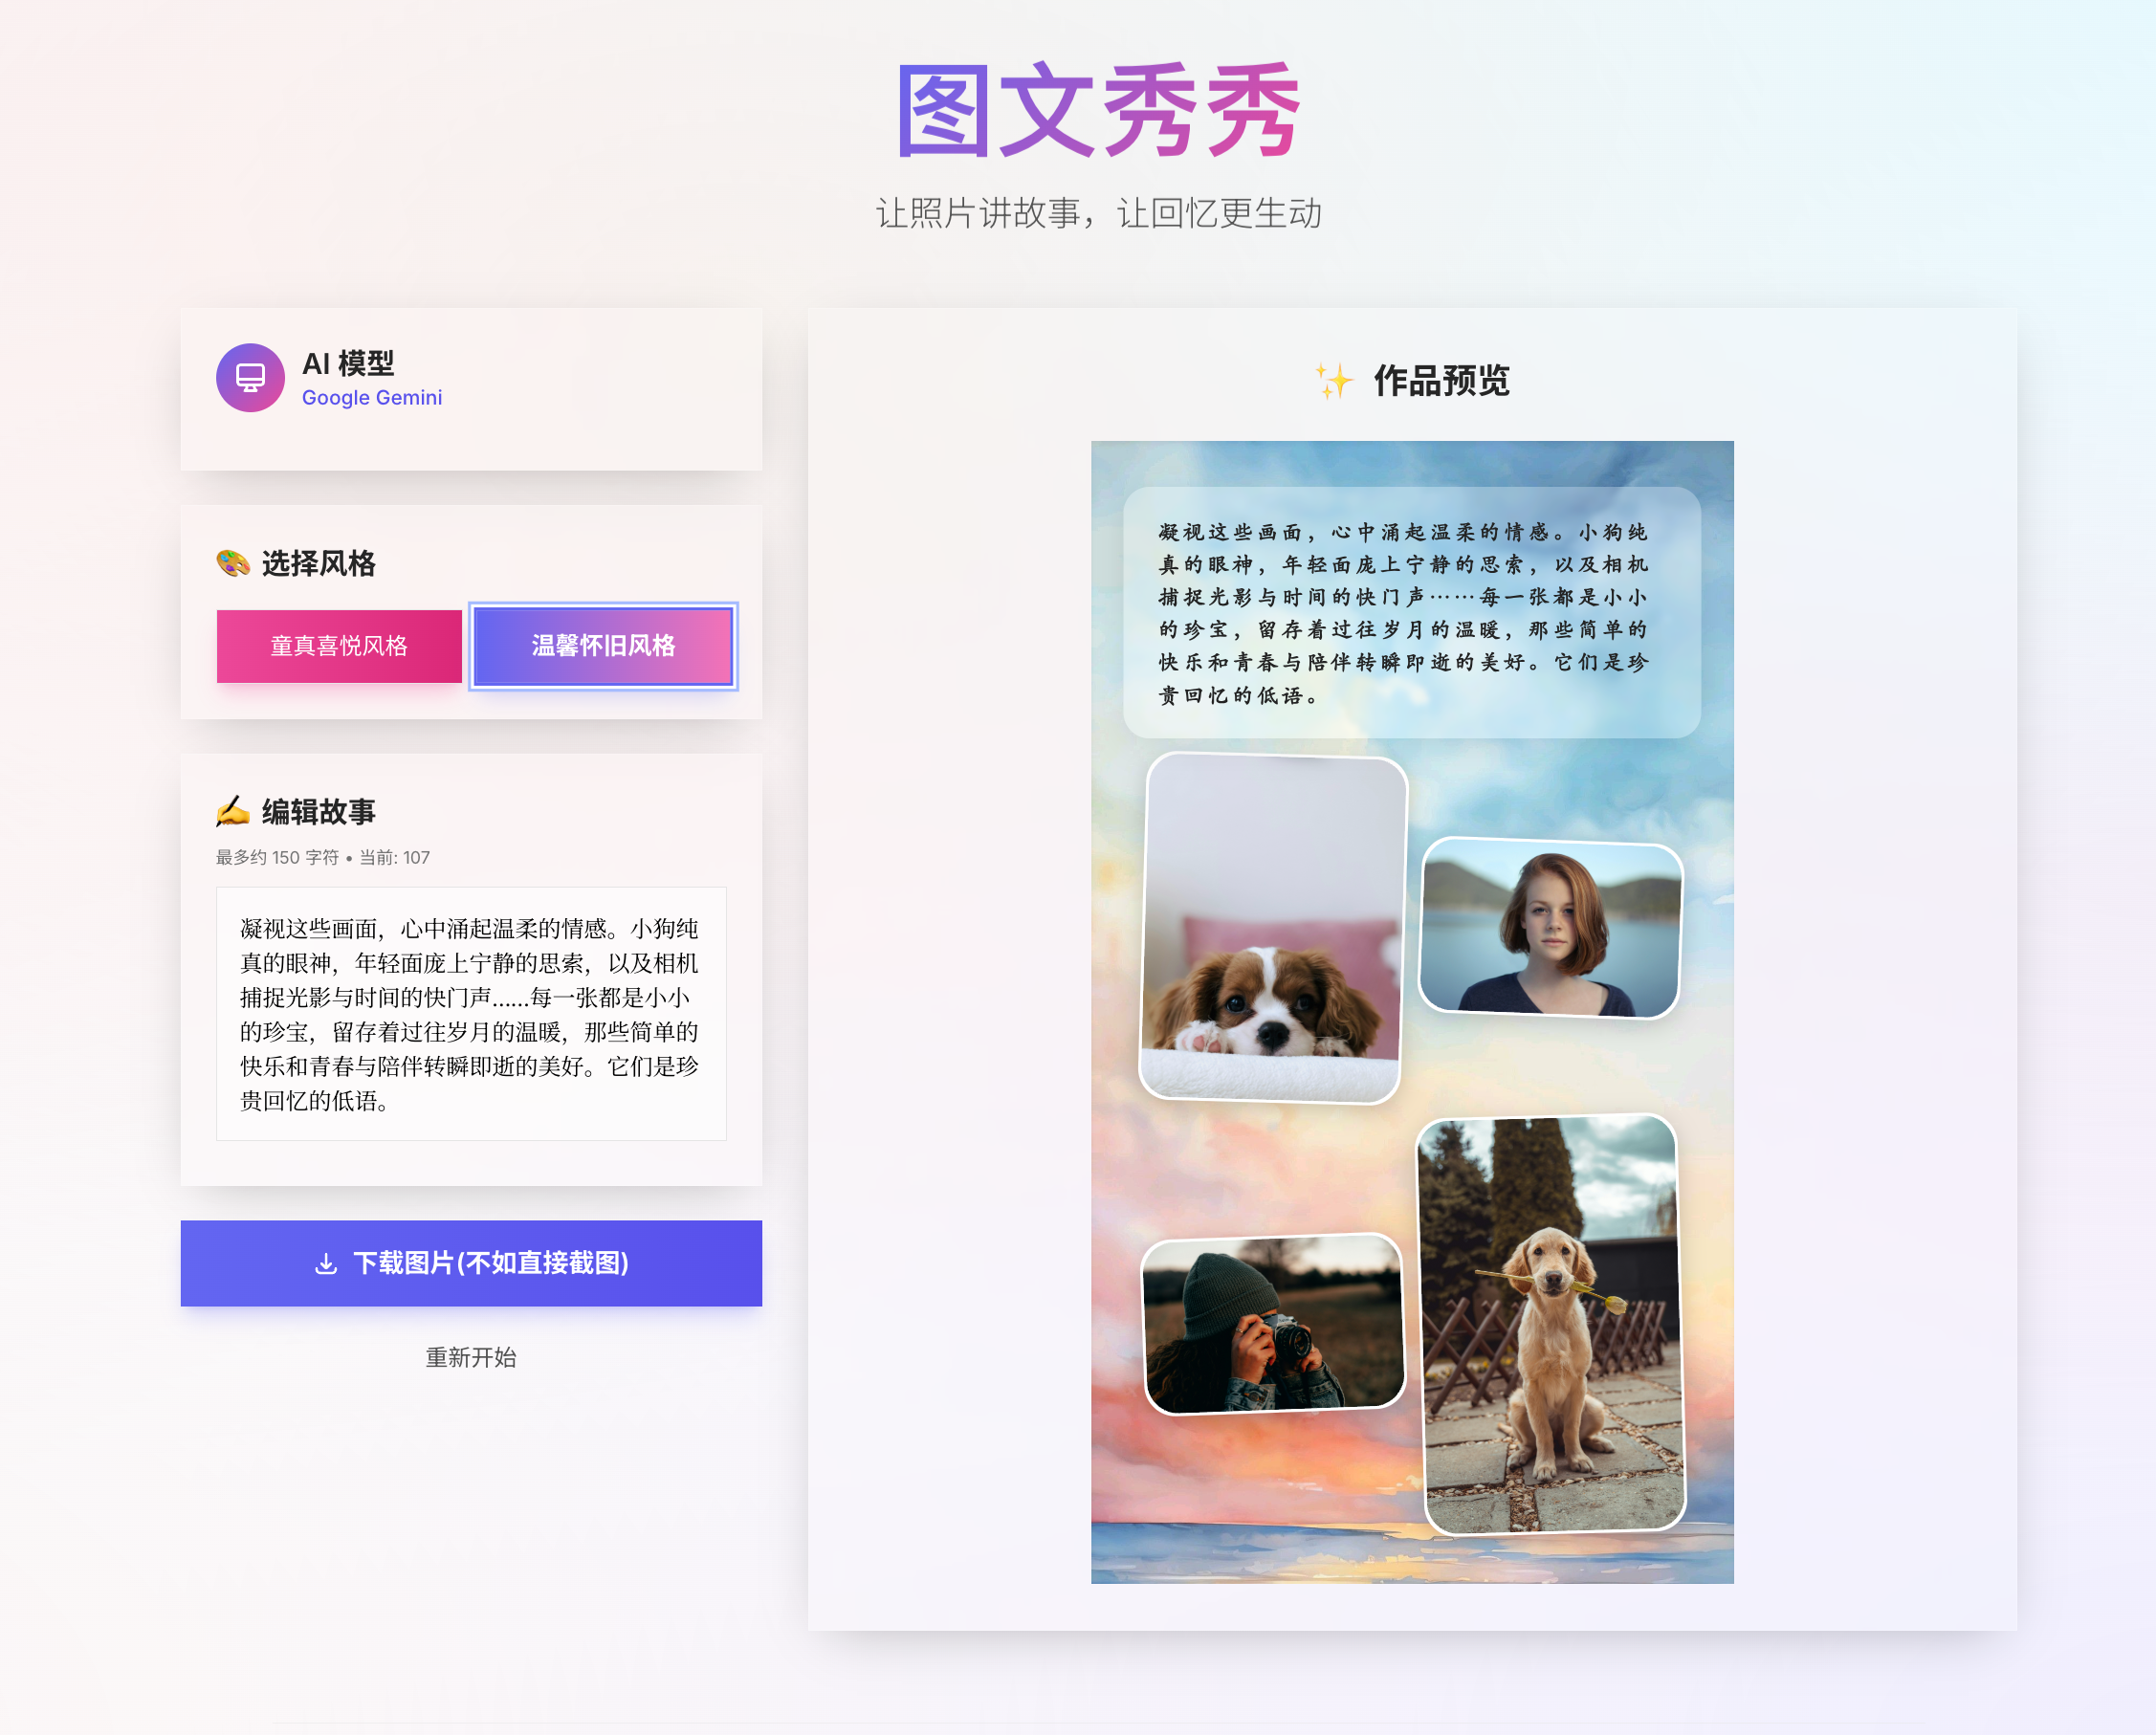 图文秀秀
让照片讲故事，让回忆更生动
AI 模型
Google Gemini
🎨 选择风格
童真喜悦风格
温馨怀旧风格
✍️ 编辑故事
最多约 150 字符 • 当前: 107
凝视这些画面，心中涌起温柔的情感。小狗纯
真的眼神，年轻面庞上宁静的思索，以及相机
捕捉光影与时间的快门声……每一张都是小小
的珍宝，留存着过往岁月的温暖，那些简单的
快乐和青春与陪伴转瞬即逝的美好。它们是珍
贵回忆的低语。
下载图片(不如直接截图)
重新开始
✨ 作品预览
凝视这些画面，心中涌起温柔的情感。小狗纯
真的眼神，年轻面庞上宁静的思索，以及相机
捕捉光影与时间的快门声……每一张都是小小
的珍宝，留存着过往岁月的温暖，那些简单的
快乐和青春与陪伴转瞬即逝的美好。它们是珍
贵回忆的低语。